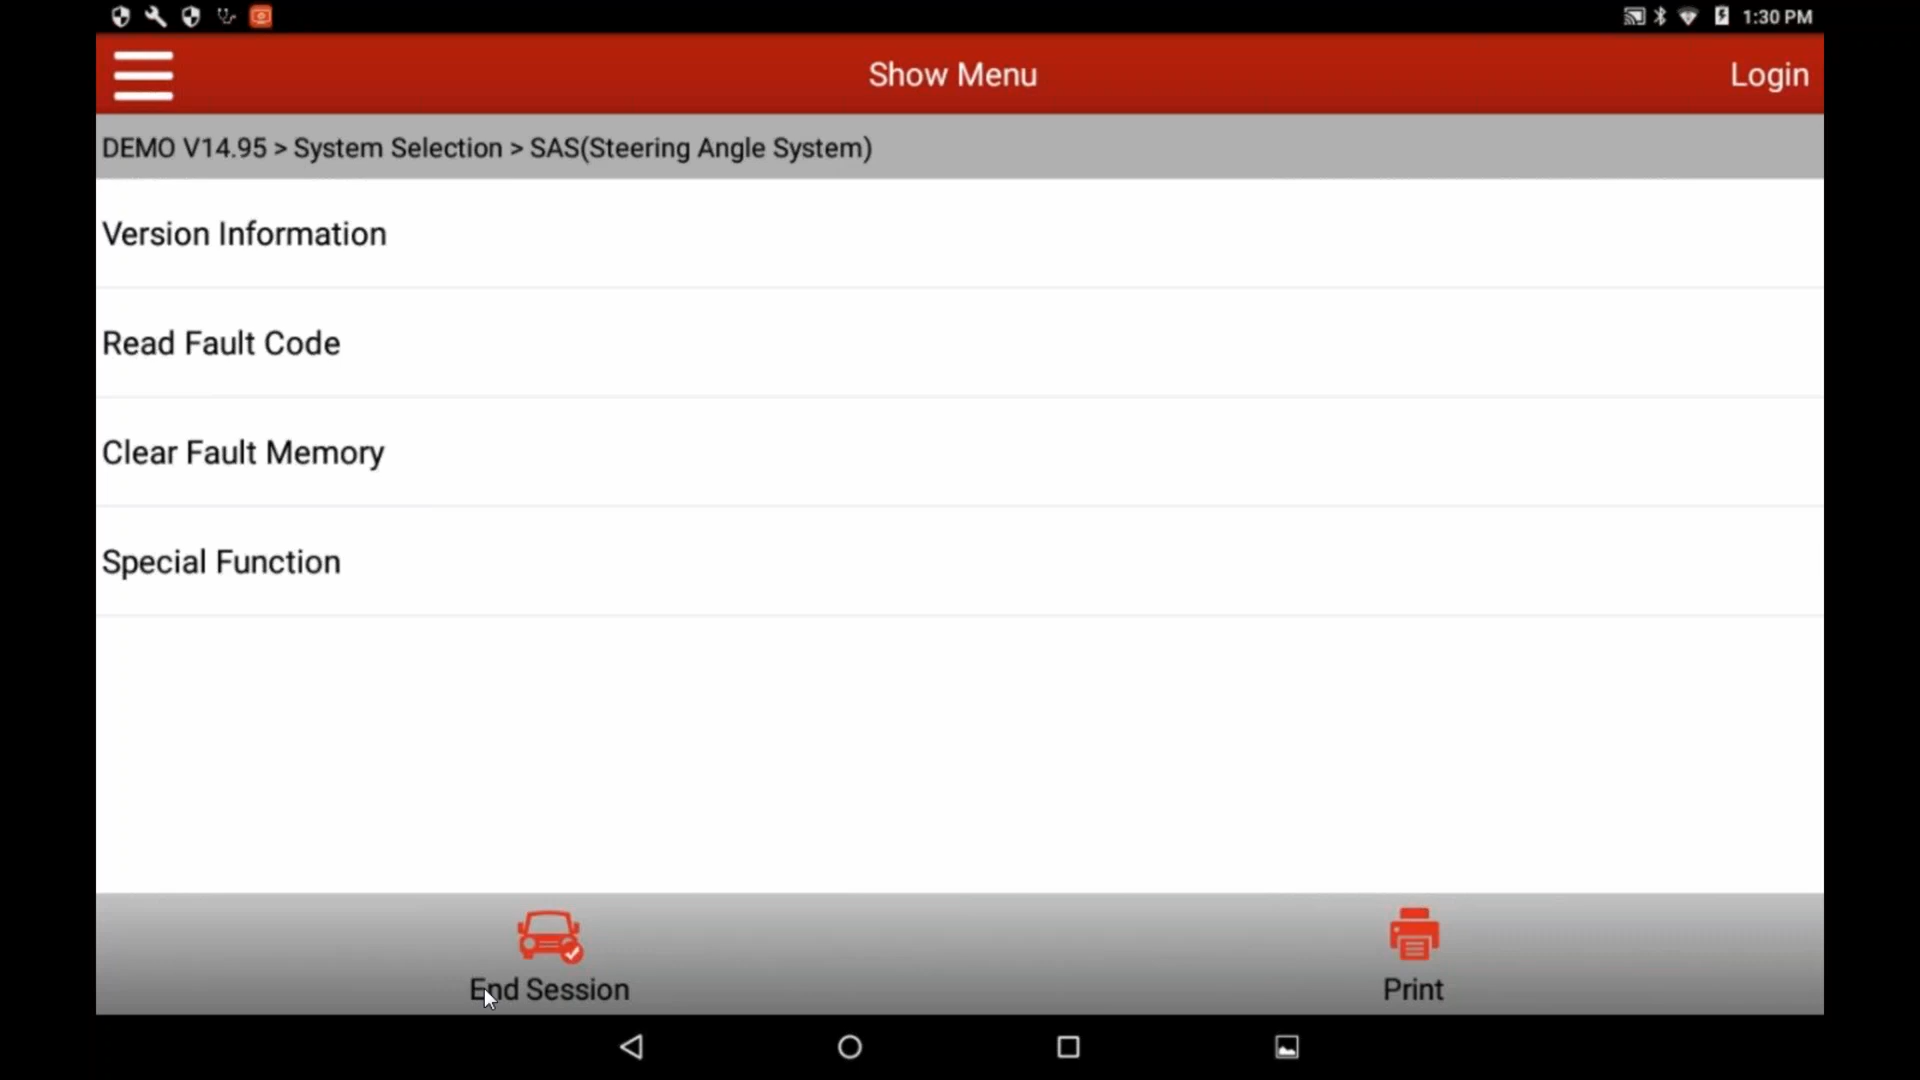 1:30 PM
Show Menu
Login
DEMO V14.95 > System Selection > SAS(Steering Angle System)
Version Information
Read Fault Code
Clear Fault Memory
Special Function
End Session
Print